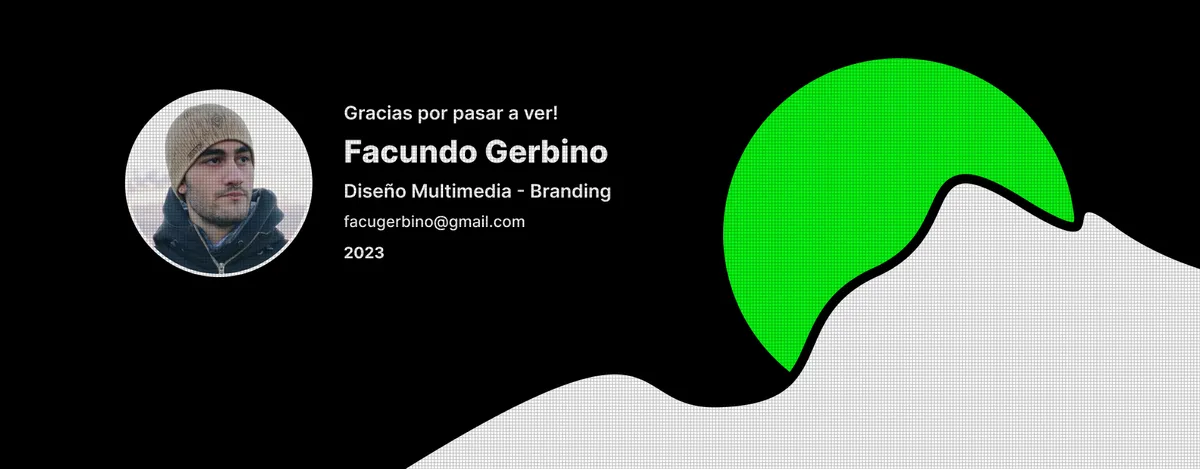 Gracias por pasar a ver!
Facundo Gerbino
Diseño Multimedia - Branding
facugerbino@gmail.com
2023